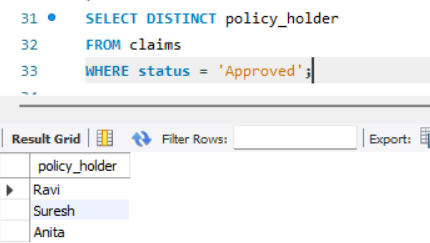 31 SELECT DISTINCT policy_holder
32 FROM claims
33 WHERE status = 'Approved';
Result Grid Filter Rows: Export:
policy_holder
Ravi
Suresh
Anita